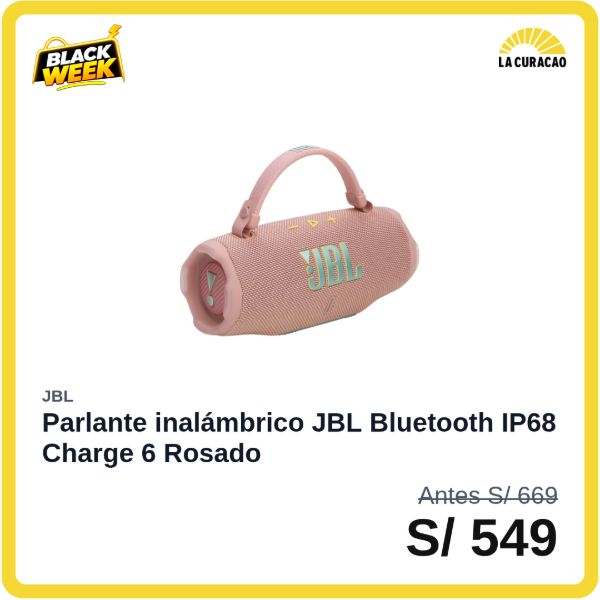 BLACK
WEEK
LA CURACAO
JBL
JBL
Parlante inalámbrico JBL Bluetooth IP68
Charge 6 Rosado
Antes S/ 669
S/ 549